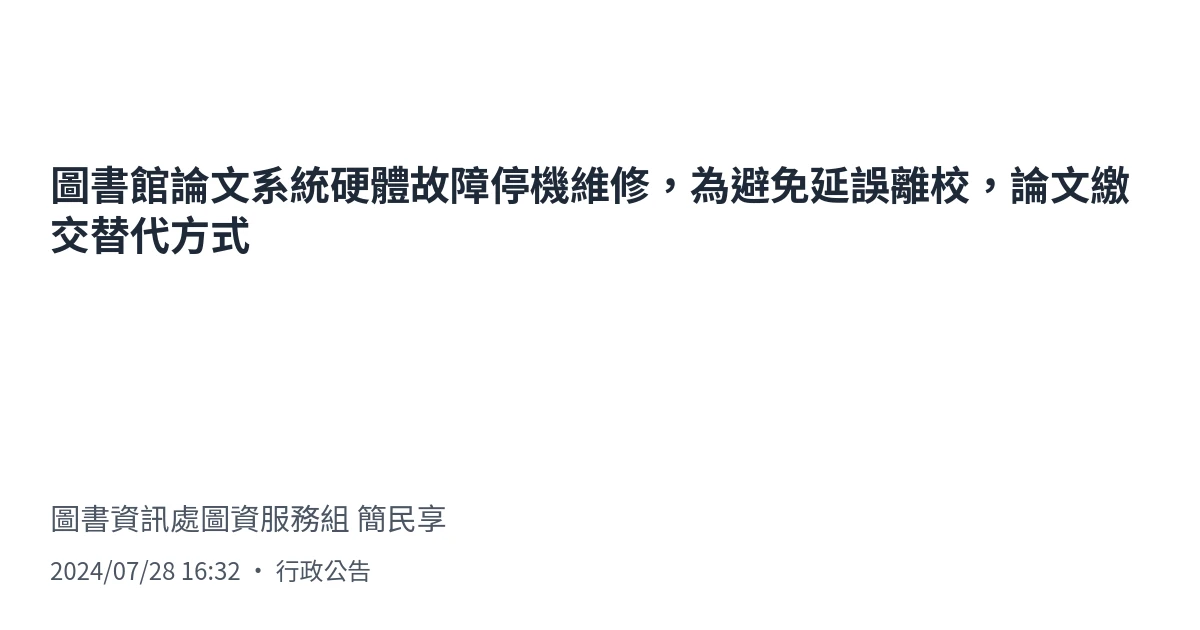 圖書館論文系統硬體故障停機維修，為避免延誤離校，論文繳
交替代方式
圖書資訊處圖資服務組 簡民享
2024/07/28 16:32 · 行政公告